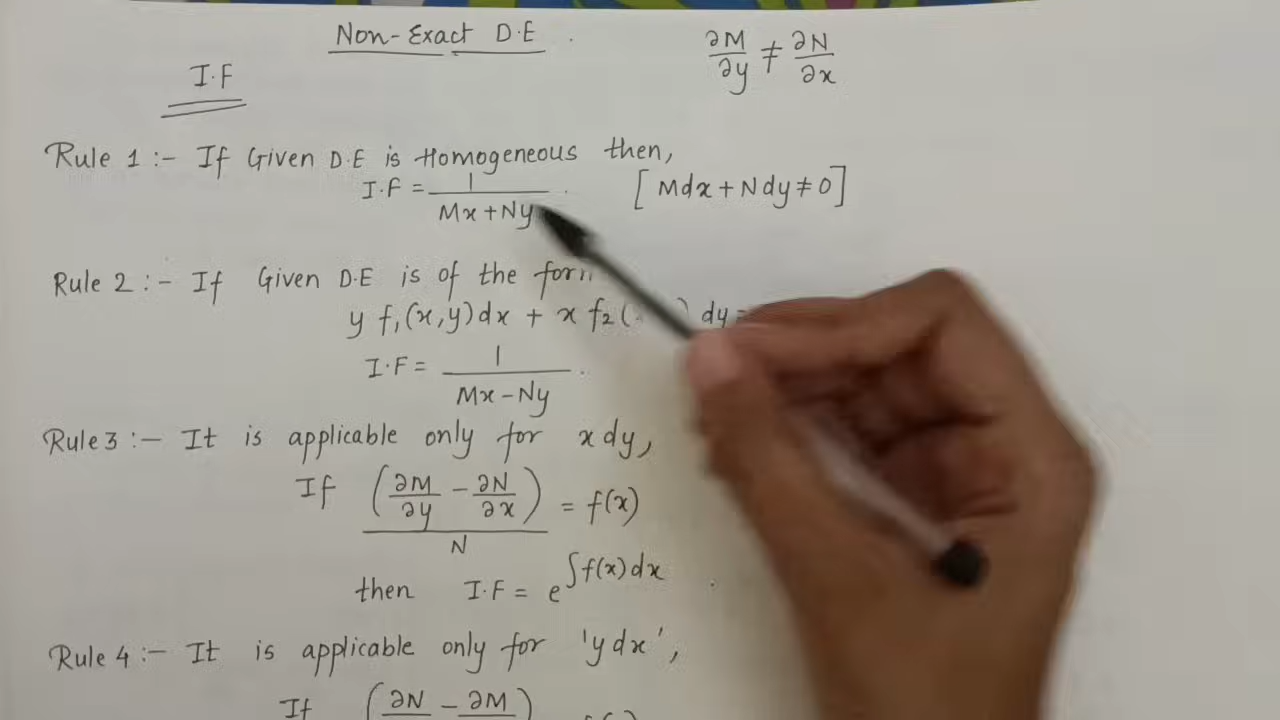 Non-Exact D.E. ∂M/∂y ≠ ∂N/∂x
I.F
Rule 1 :- If Given D.E is Homogeneous then,
I.F = 1/(Mx + Ny). [Mdx + Ndy ≠ 0]
Rule 2 :- If Given D.E is of the
y f₁(x,y)dx + x f₂( ) dy
I.F = 1/(Mx - Ny).
Rule 3 :- It is applicable only for x dy,
If (∂M/∂y - ∂N/∂x)/N = f(x)
then I.F = e^∫f(x)dx.
Rule 4 :- It is applicable only for 'y dx',
If (∂N - ∂M)